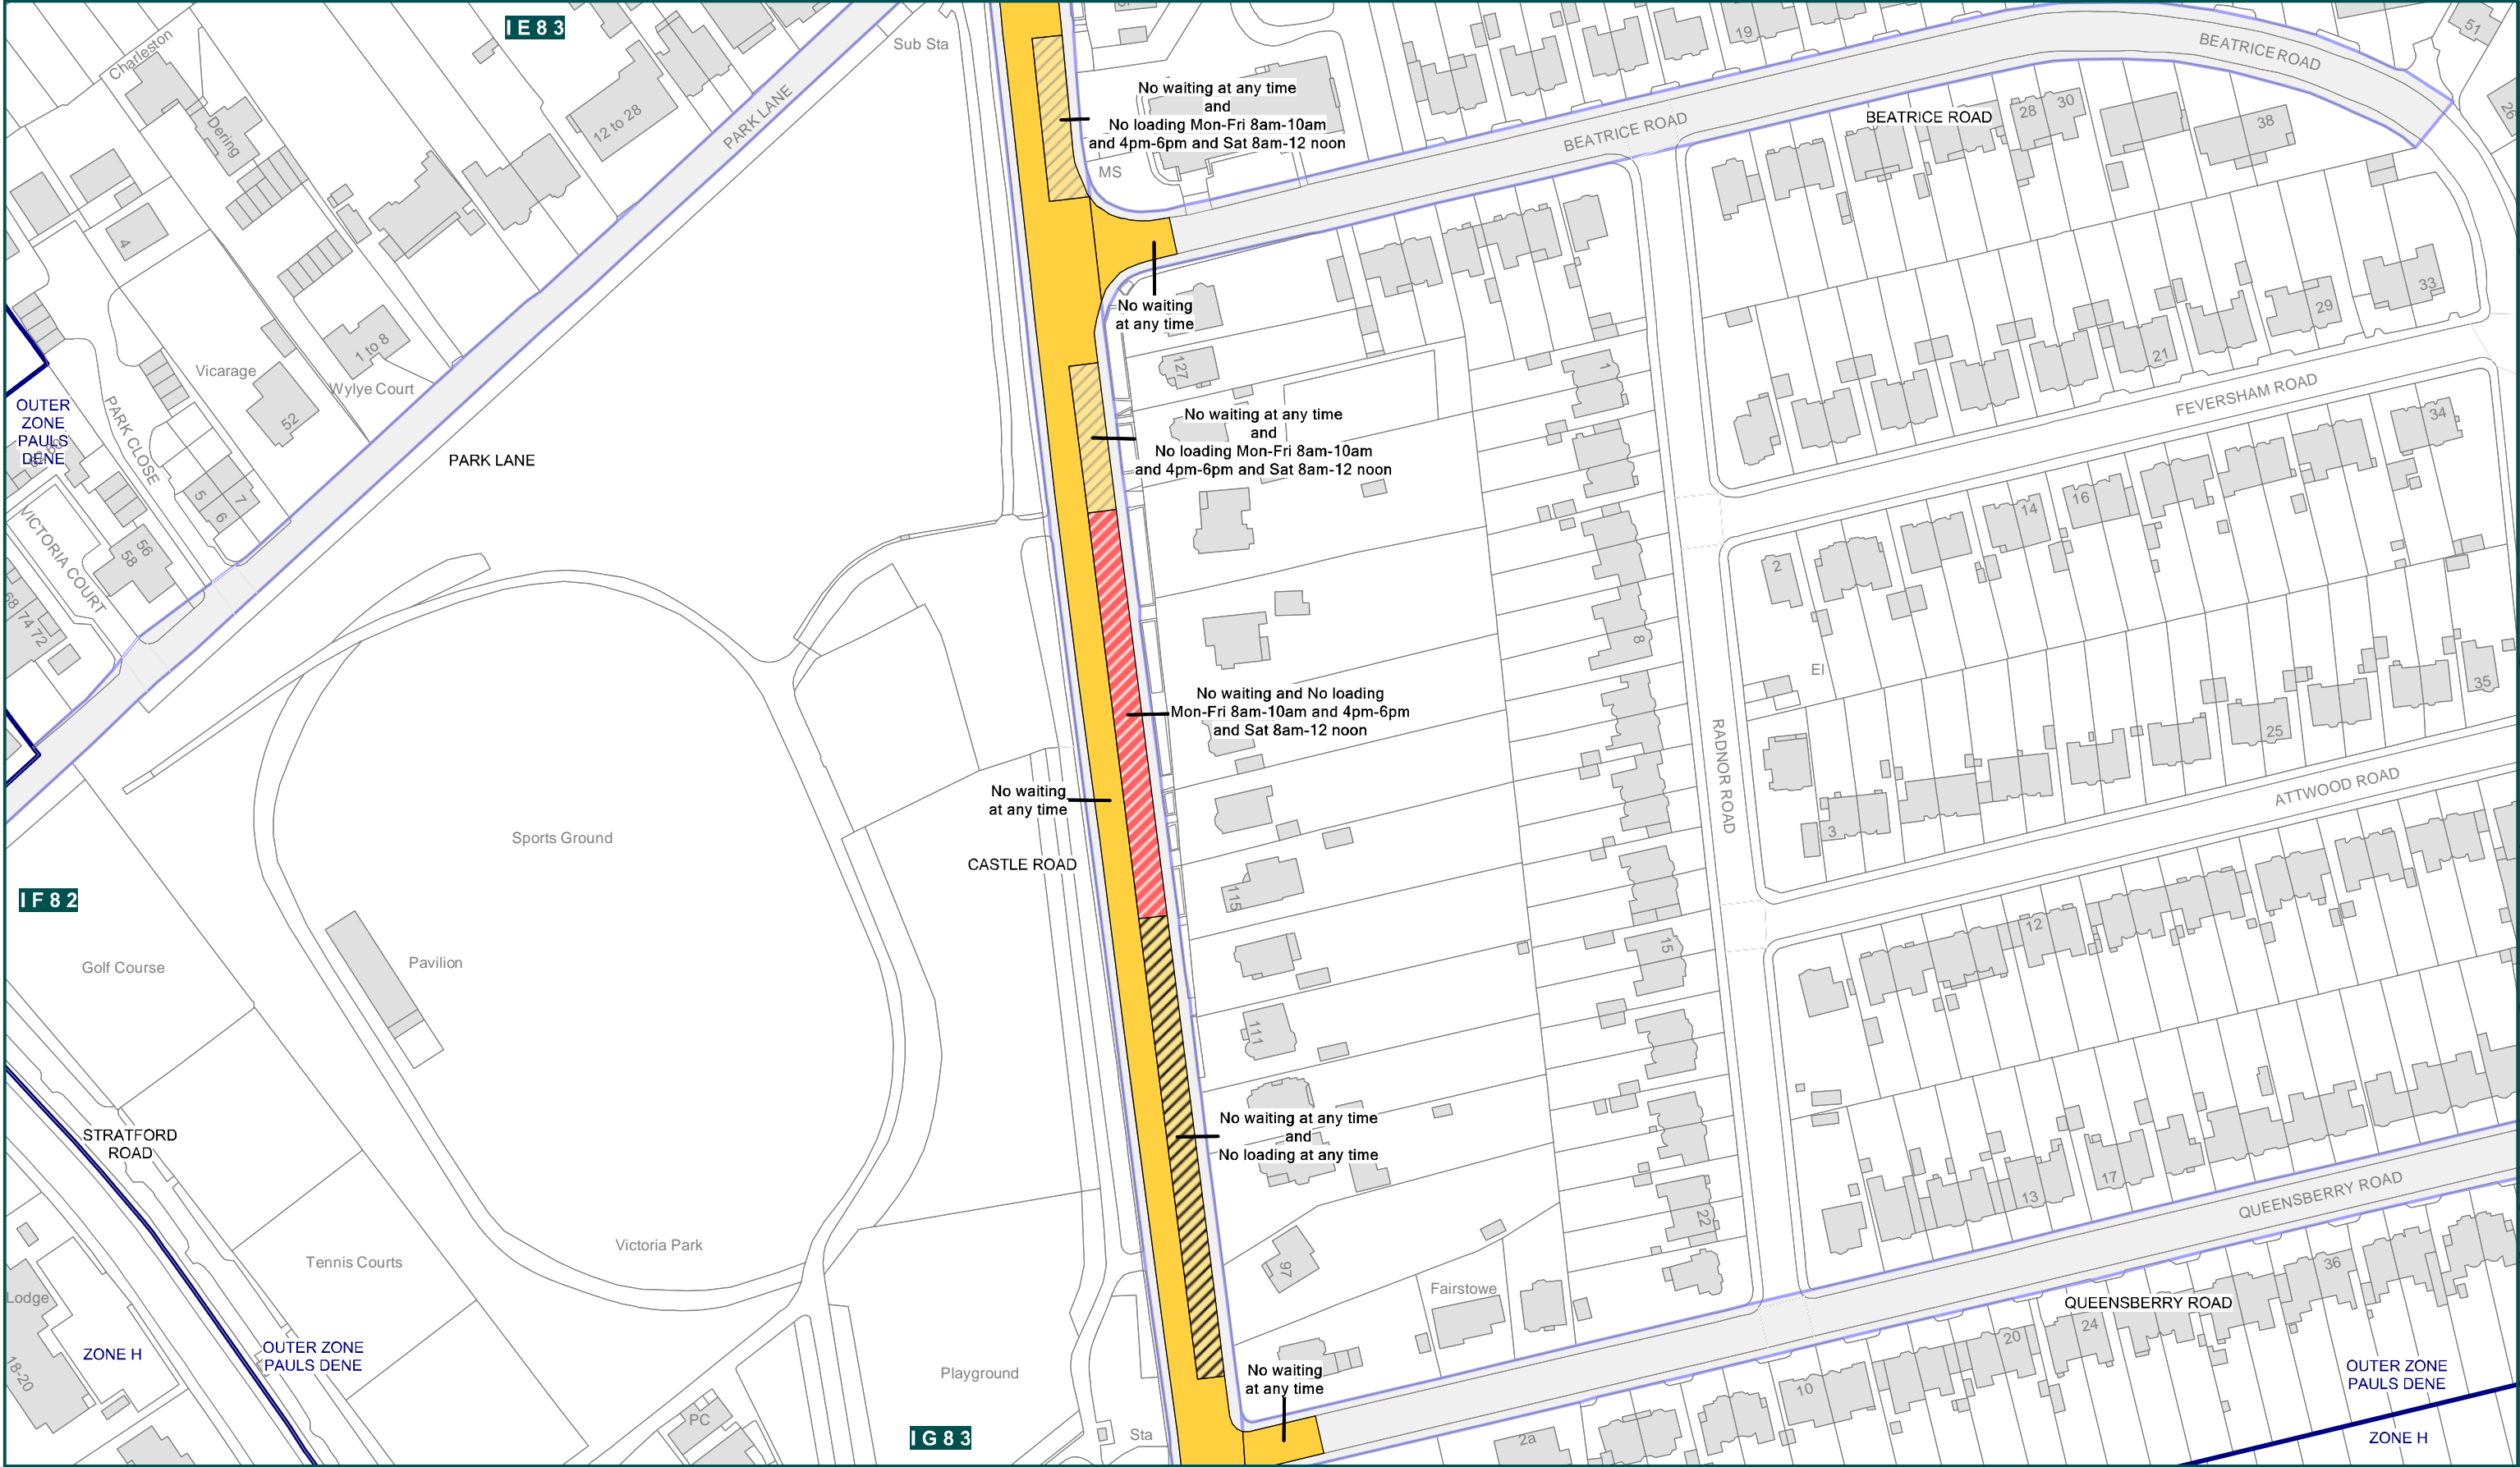 IE83
Charleston
Dering
12 to 28
PARK LANE
Sub Sta
19
BEATRICE ROAD
51
No waiting at any time
and
No loading Mon-Fri 8am-10am
and 4pm-6pm and Sat 8am-12 noon
MS
BEATRICE ROAD
BEATRICE ROAD
28
30
38
26
4
No waiting
at any time
1 to 8
Wylye Court
Vicarage
52
PARK CLOSE
OUTER
ZONE
PAULS
DENE
PARK LANE
127
1
29
33
21
FEVERSHAM ROAD
34
No waiting at any time
and
No loading Mon-Fri 8am-10am
and 4pm-6pm and Sat 8am-12 noon
5
7
6
VICTORIA COURT
56
58
14
16
2
68
74
72
8
El
35
25
No waiting and No loading
Mon-Fri 8am-10am and 4pm-6pm
and Sat 8am-12 noon
RADNOR ROAD
No waiting
at any time
3
ATTWOOD ROAD
Sports Ground
CASTLE ROAD
115
IF82
12
15
Golf Course
Pavilion
111
No waiting at any time
and
No loading at any time
STRATFORD
ROAD
17
13
QUEENSBERRY ROAD
22
Victoria Park
Tennis Courts
97
Fairstowe
36
QUEENSBERRY ROAD
24
20
Lodge
ZONE H
OUTER ZONE
PAULS DENE
18-20
Playground
No waiting
at any time
OUTER ZONE
PAULS DENE
10
PC
IG83
Sta
2a
ZONE H